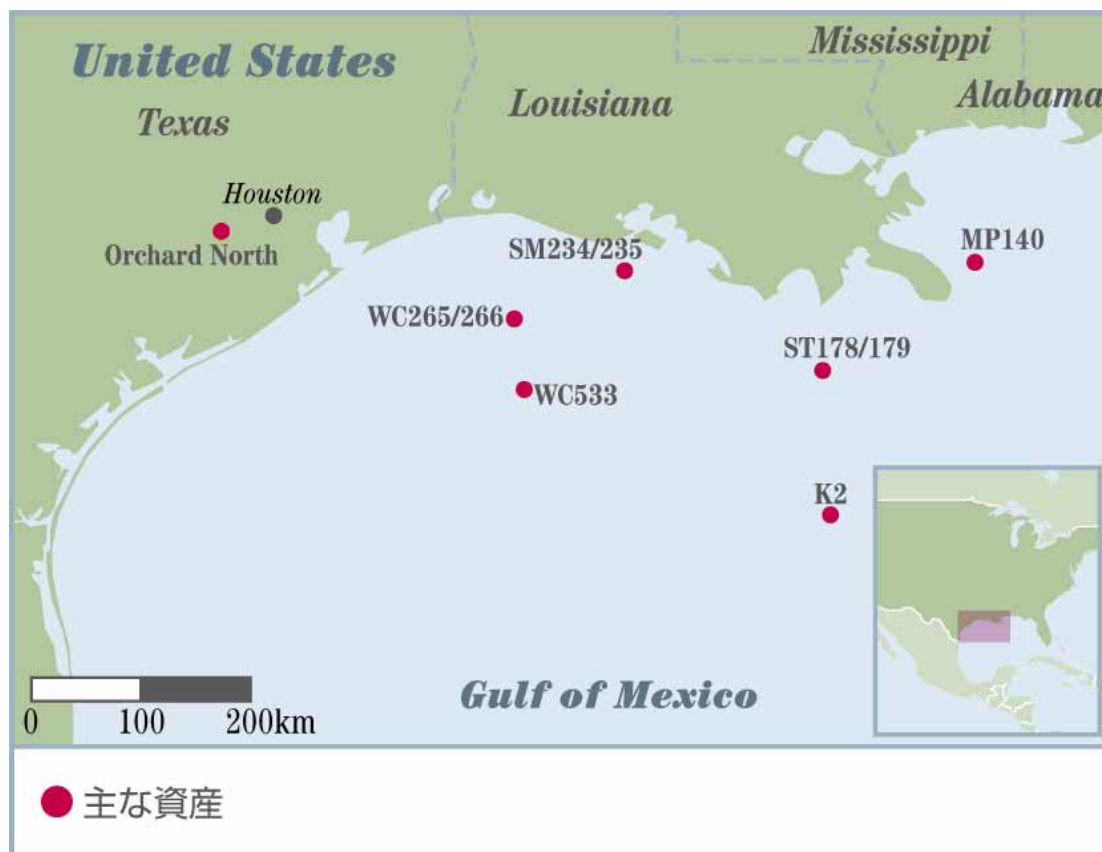 United States
Mississippi
Louisiana
Alabama
Texas
Houston
Orchard North
SM234/235
MP140
WC265/266
ST178/179
WC533
K2
Gulf of Mexico
0 100 200km
主な資産